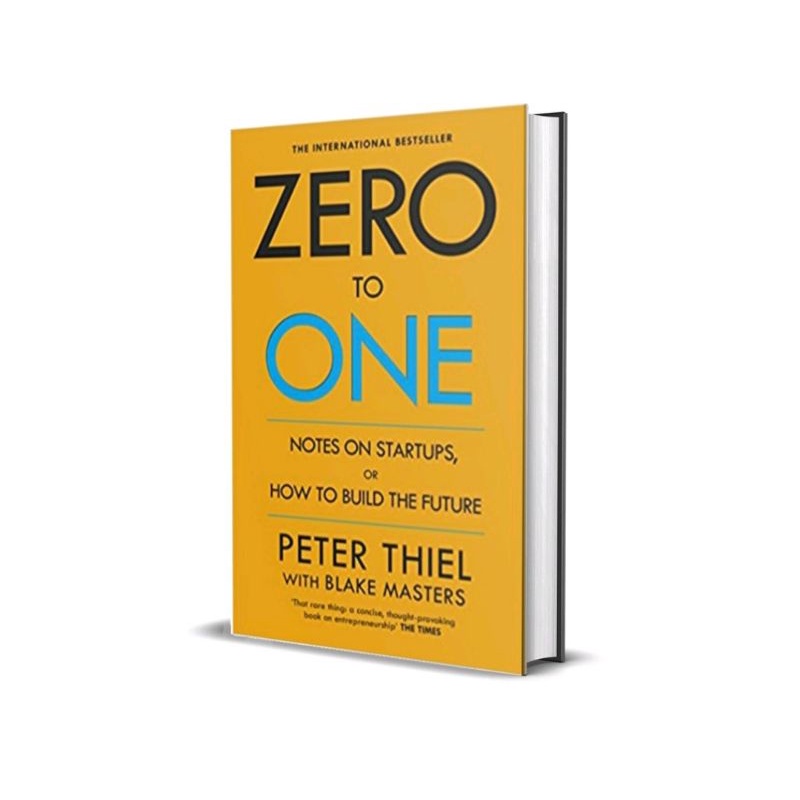 THE INTERNATIONAL BESTSELLER
ZERO
TO
ONE
NOTES ON STARTUPS,
OR
HOW TO BUILD THE FUTURE
PETER THIEL
WITH BLAKE MASTERS
'That rare thing: a concise, thought-provoking
book on entrepreneurship' THE TIMES